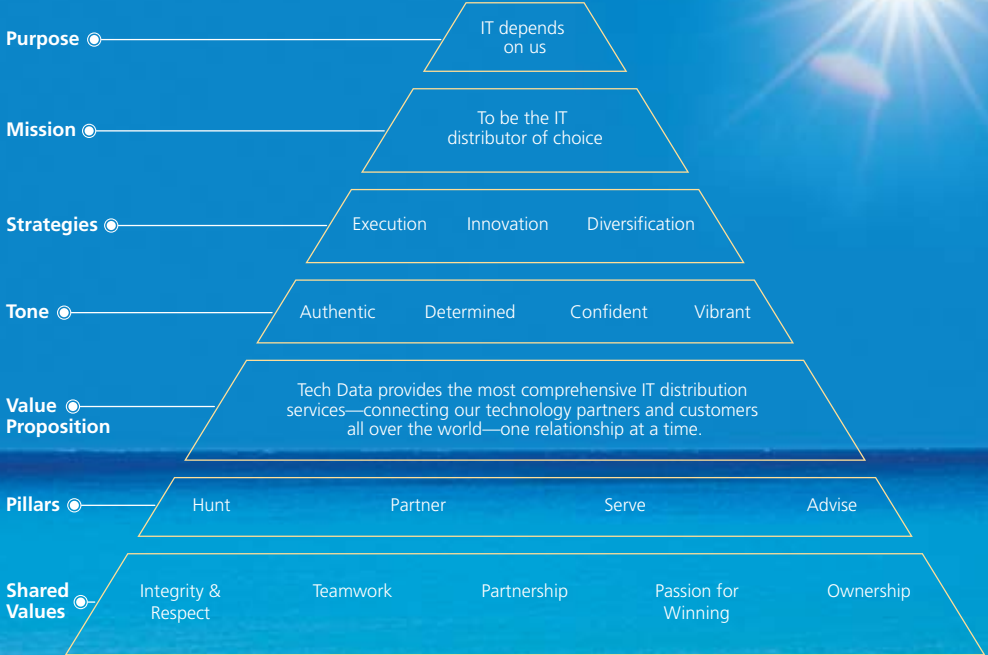 Purpose
IT depends
on us
Mission
To be the IT
distributor of choice
Strategies
Execution Innovation Diversification
Tone
Authentic Determined Confident Vibrant
Value
Proposition
Tech Data provides the most comprehensive IT distribution
services—connecting our technology partners and customers
all over the world—one relationship at a time.
Pillars
Hunt Partner Serve Advise
Shared
Values
Integrity &
Respect
Teamwork
Partnership
Passion for
Winning
Ownership